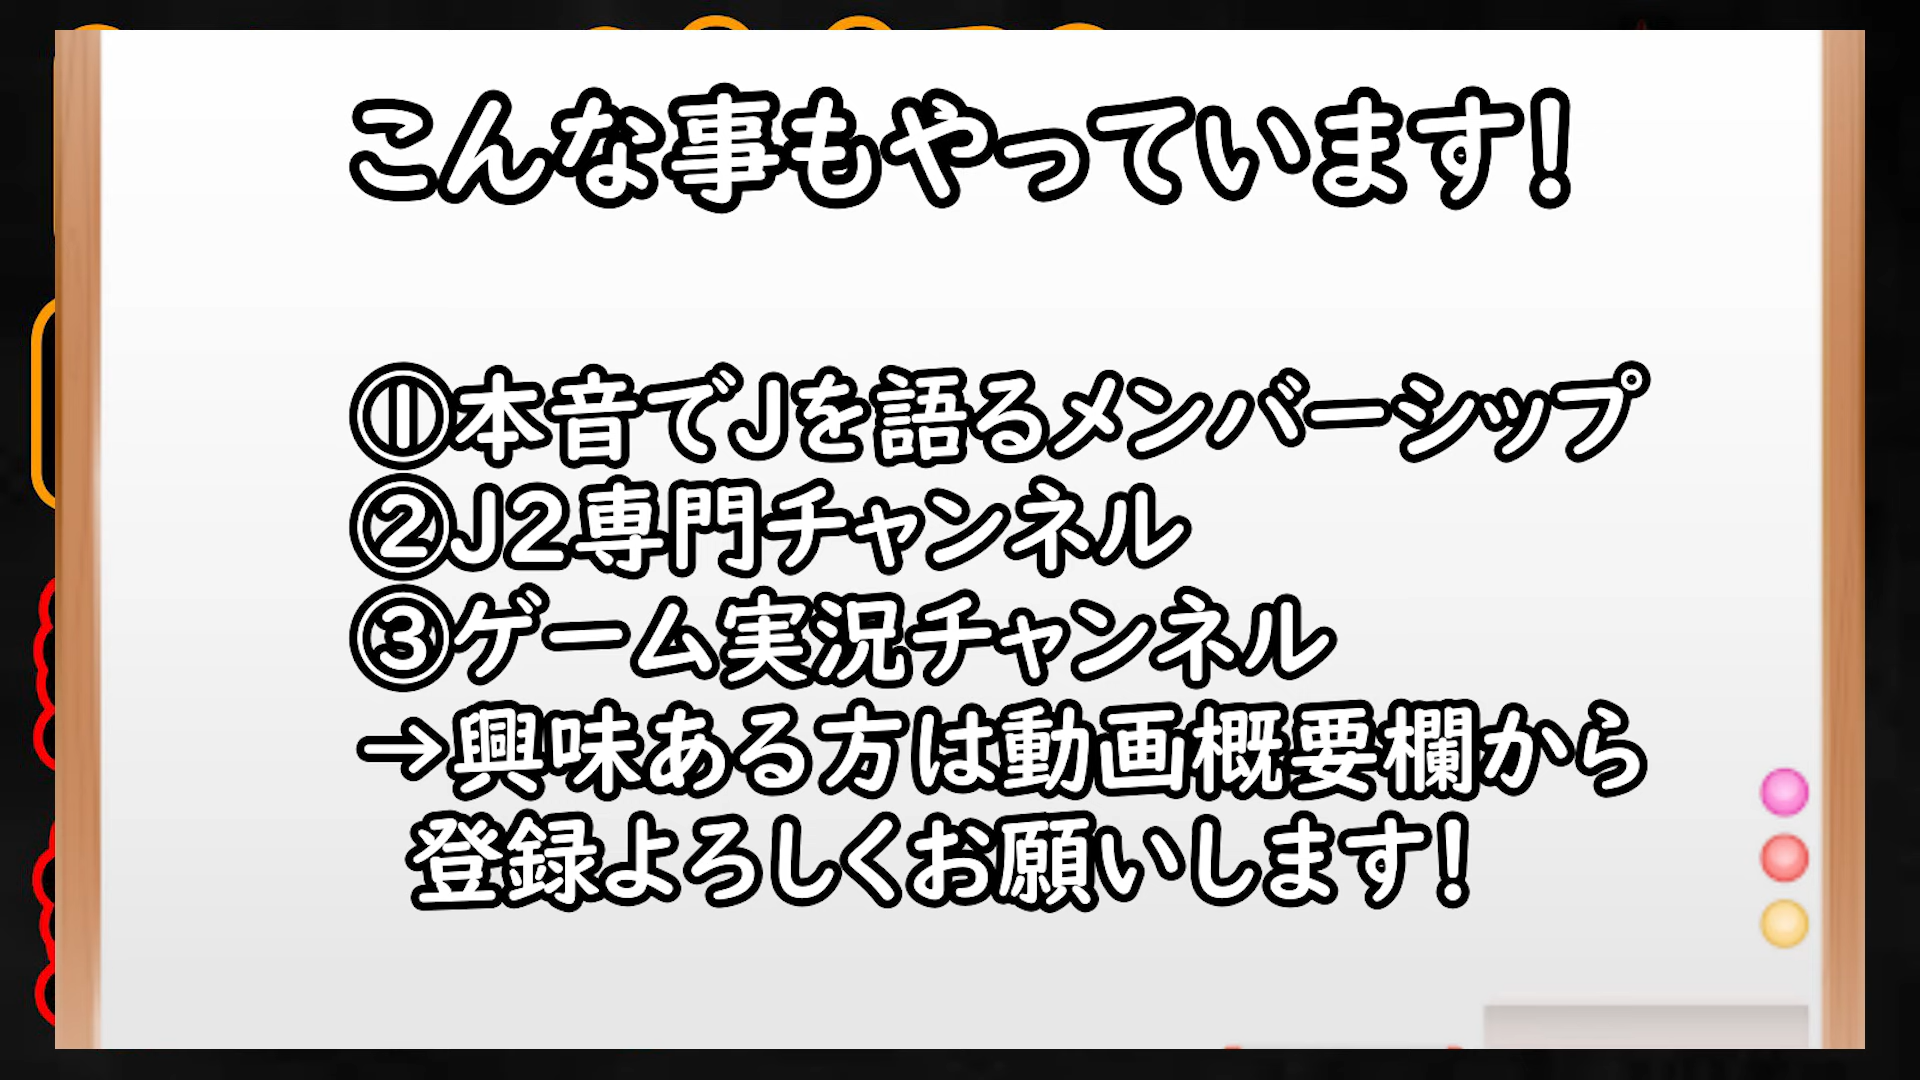 こんな事もやっています!
①本音でJを語るメンバーシップ
②J2専門チャンネル
③ゲーム実況チャンネル
→興味ある方は動画概要欄から
登録よろしくお願いします!